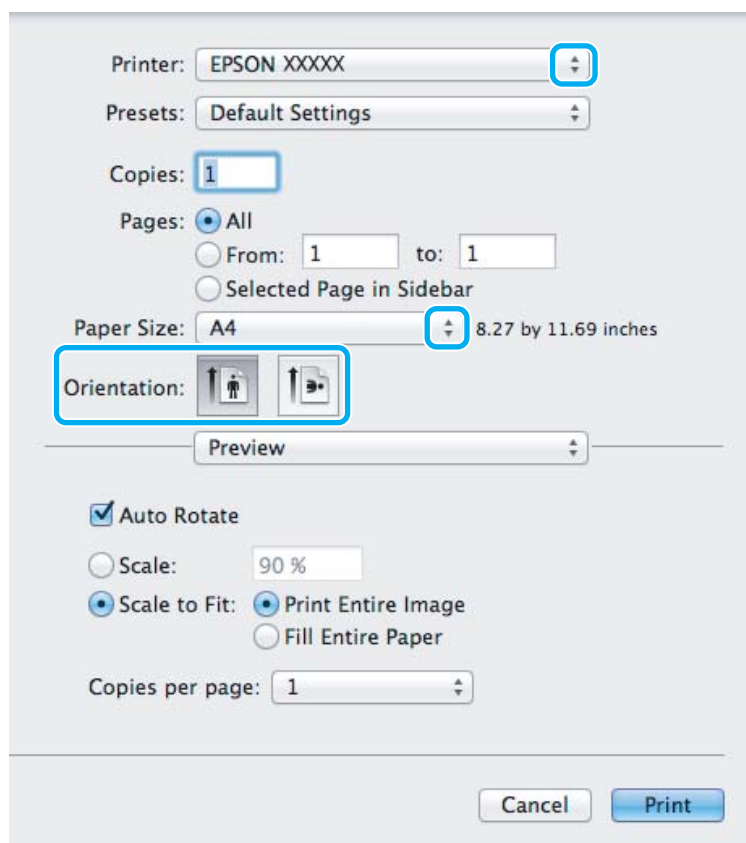 Printer: EPSON XXXXX
Presets: Default Settings
Copies: 1
Pages: All
From: 1 to: 1
Selected Page in Sidebar
Paper Size: A4 8.27 by 11.69 inches
Orientation:
Preview
Auto Rotate
Scale: 90 %
Scale to Fit: Print Entire Image
Fill Entire Paper
Copies per page: 1
Cancel Print